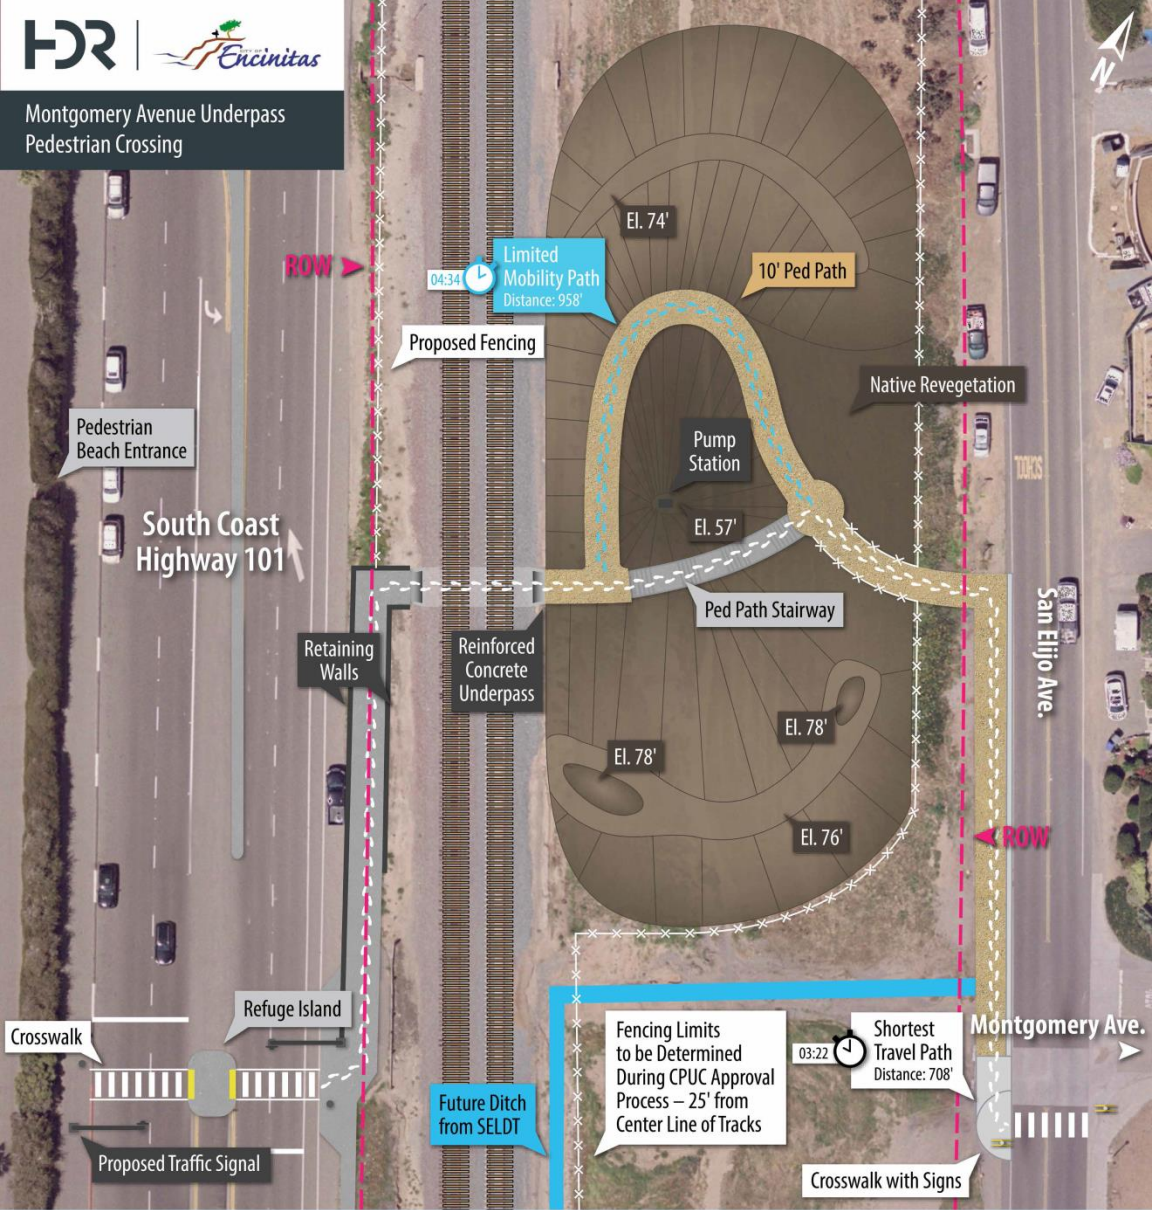 HDR
CITY OF
Encinitas
Montgomery Avenue Underpass
Pedestrian Crossing
N
El. 74'
ROW
04:34
Limited
Mobility Path
Distance: 958'
10' Ped Path
Proposed Fencing
Native Revegetation
Pedestrian
Beach Entrance
Pump
Station
South Coast
Highway 101
El. 57'
Ped Path Stairway
San Elijo Ave.
Retaining
Walls
Reinforced
Concrete
Underpass
El. 78'
El. 78'
El. 76'
ROW
Refuge Island
Crosswalk
Fencing Limits
to be Determined
During CPUC Approval
Process – 25' from
Center Line of Tracks
03:22
Shortest
Travel Path
Distance: 708'
Montgomery Ave.
Future Ditch
from SELDT
Proposed Traffic Signal
Crosswalk with Signs